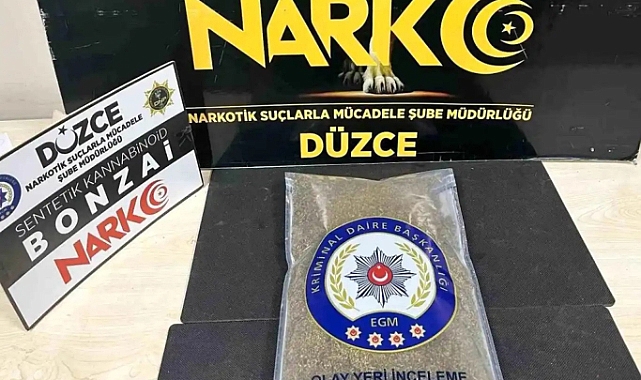 NARKO
NARKOTİK SUÇLARLA MÜCADELE ŞUBE MÜDÜRLÜĞÜ
DÜZCE
DÜZCE
NARKOTİK SUÇLARLA MÜCADELE
ŞUBE MÜDÜRLÜĞÜ
SENTETİK KANNABİNOİD
BONZAİ
NARKO
KRİMİNAL DAİRE BAŞKANLIĞI
EGM
OLAY YERİ İNCELEME